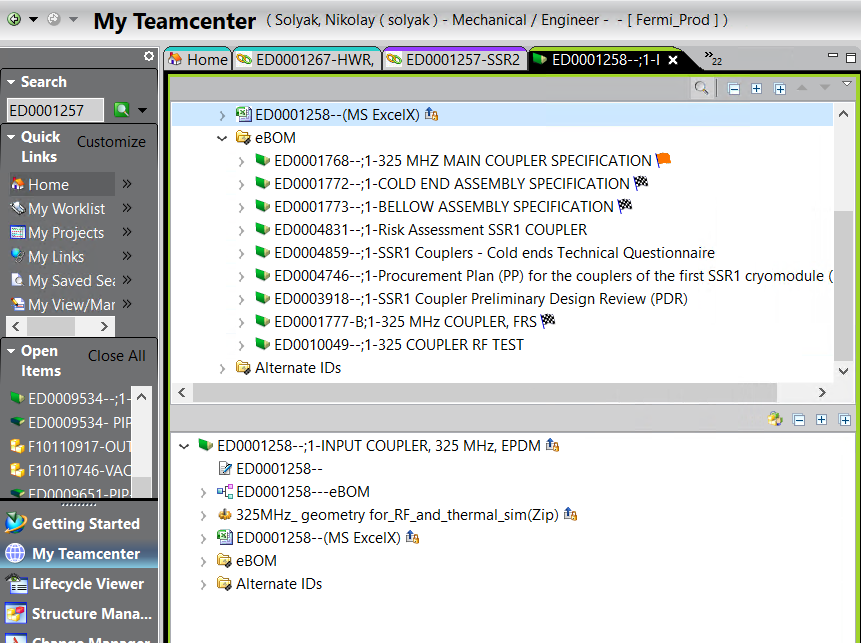 My Teamcenter ( Solyak, Nikolay ( solyak ) - Mechanical / Engineer - - [ Fermi_Prod ] )
Search
ED0001257
Quick Links
Customize
Home
My Worklist
My Projects
My Links
My Saved Sea
My View/Mar
Open Items
Close All
ED0009534--;1-
ED0009534- PIP
F10110917-OUT
F10110746-VAC
ED0009651-PIP-
Getting Started
My Teamcenter
Lifecycle Viewer
Structure Mana...
Change Manager
Home
ED0001267-HWR,
ED0001257-SSR2
ED0001258--;1-I
22
ED0001258--(MS ExcelX)
eBOM
ED0001768--;1-325 MHZ MAIN COUPLER SPECIFICATION
ED0001772--;1-COLD END ASSEMBLY SPECIFICATION
ED0001773--;1-BELLOW ASSEMBLY SPECIFICATION
ED0004831--;1-Risk Assessment SSR1 COUPLER
ED0004859--;1-SSR1 Couplers - Cold ends Technical Questionnaire
ED0004746--;1-Procurement Plan (PP) for the couplers of the first SSR1 cryomodule (
ED0003918--;1-SSR1 Coupler Preliminary Design Review (PDR)
ED0001777-B;1-325 MHz COUPLER, FRS
ED0010049--;1-325 COUPLER RF TEST
Alternate IDs
ED0001258--;1-INPUT COUPLER, 325 MHz, EPDM
ED0001258--
ED0001258---eBOM
325MHz_ geometry for_RF_and_thermal_sim(Zip)
ED0001258--(MS ExcelX)
eBOM
Alternate IDs